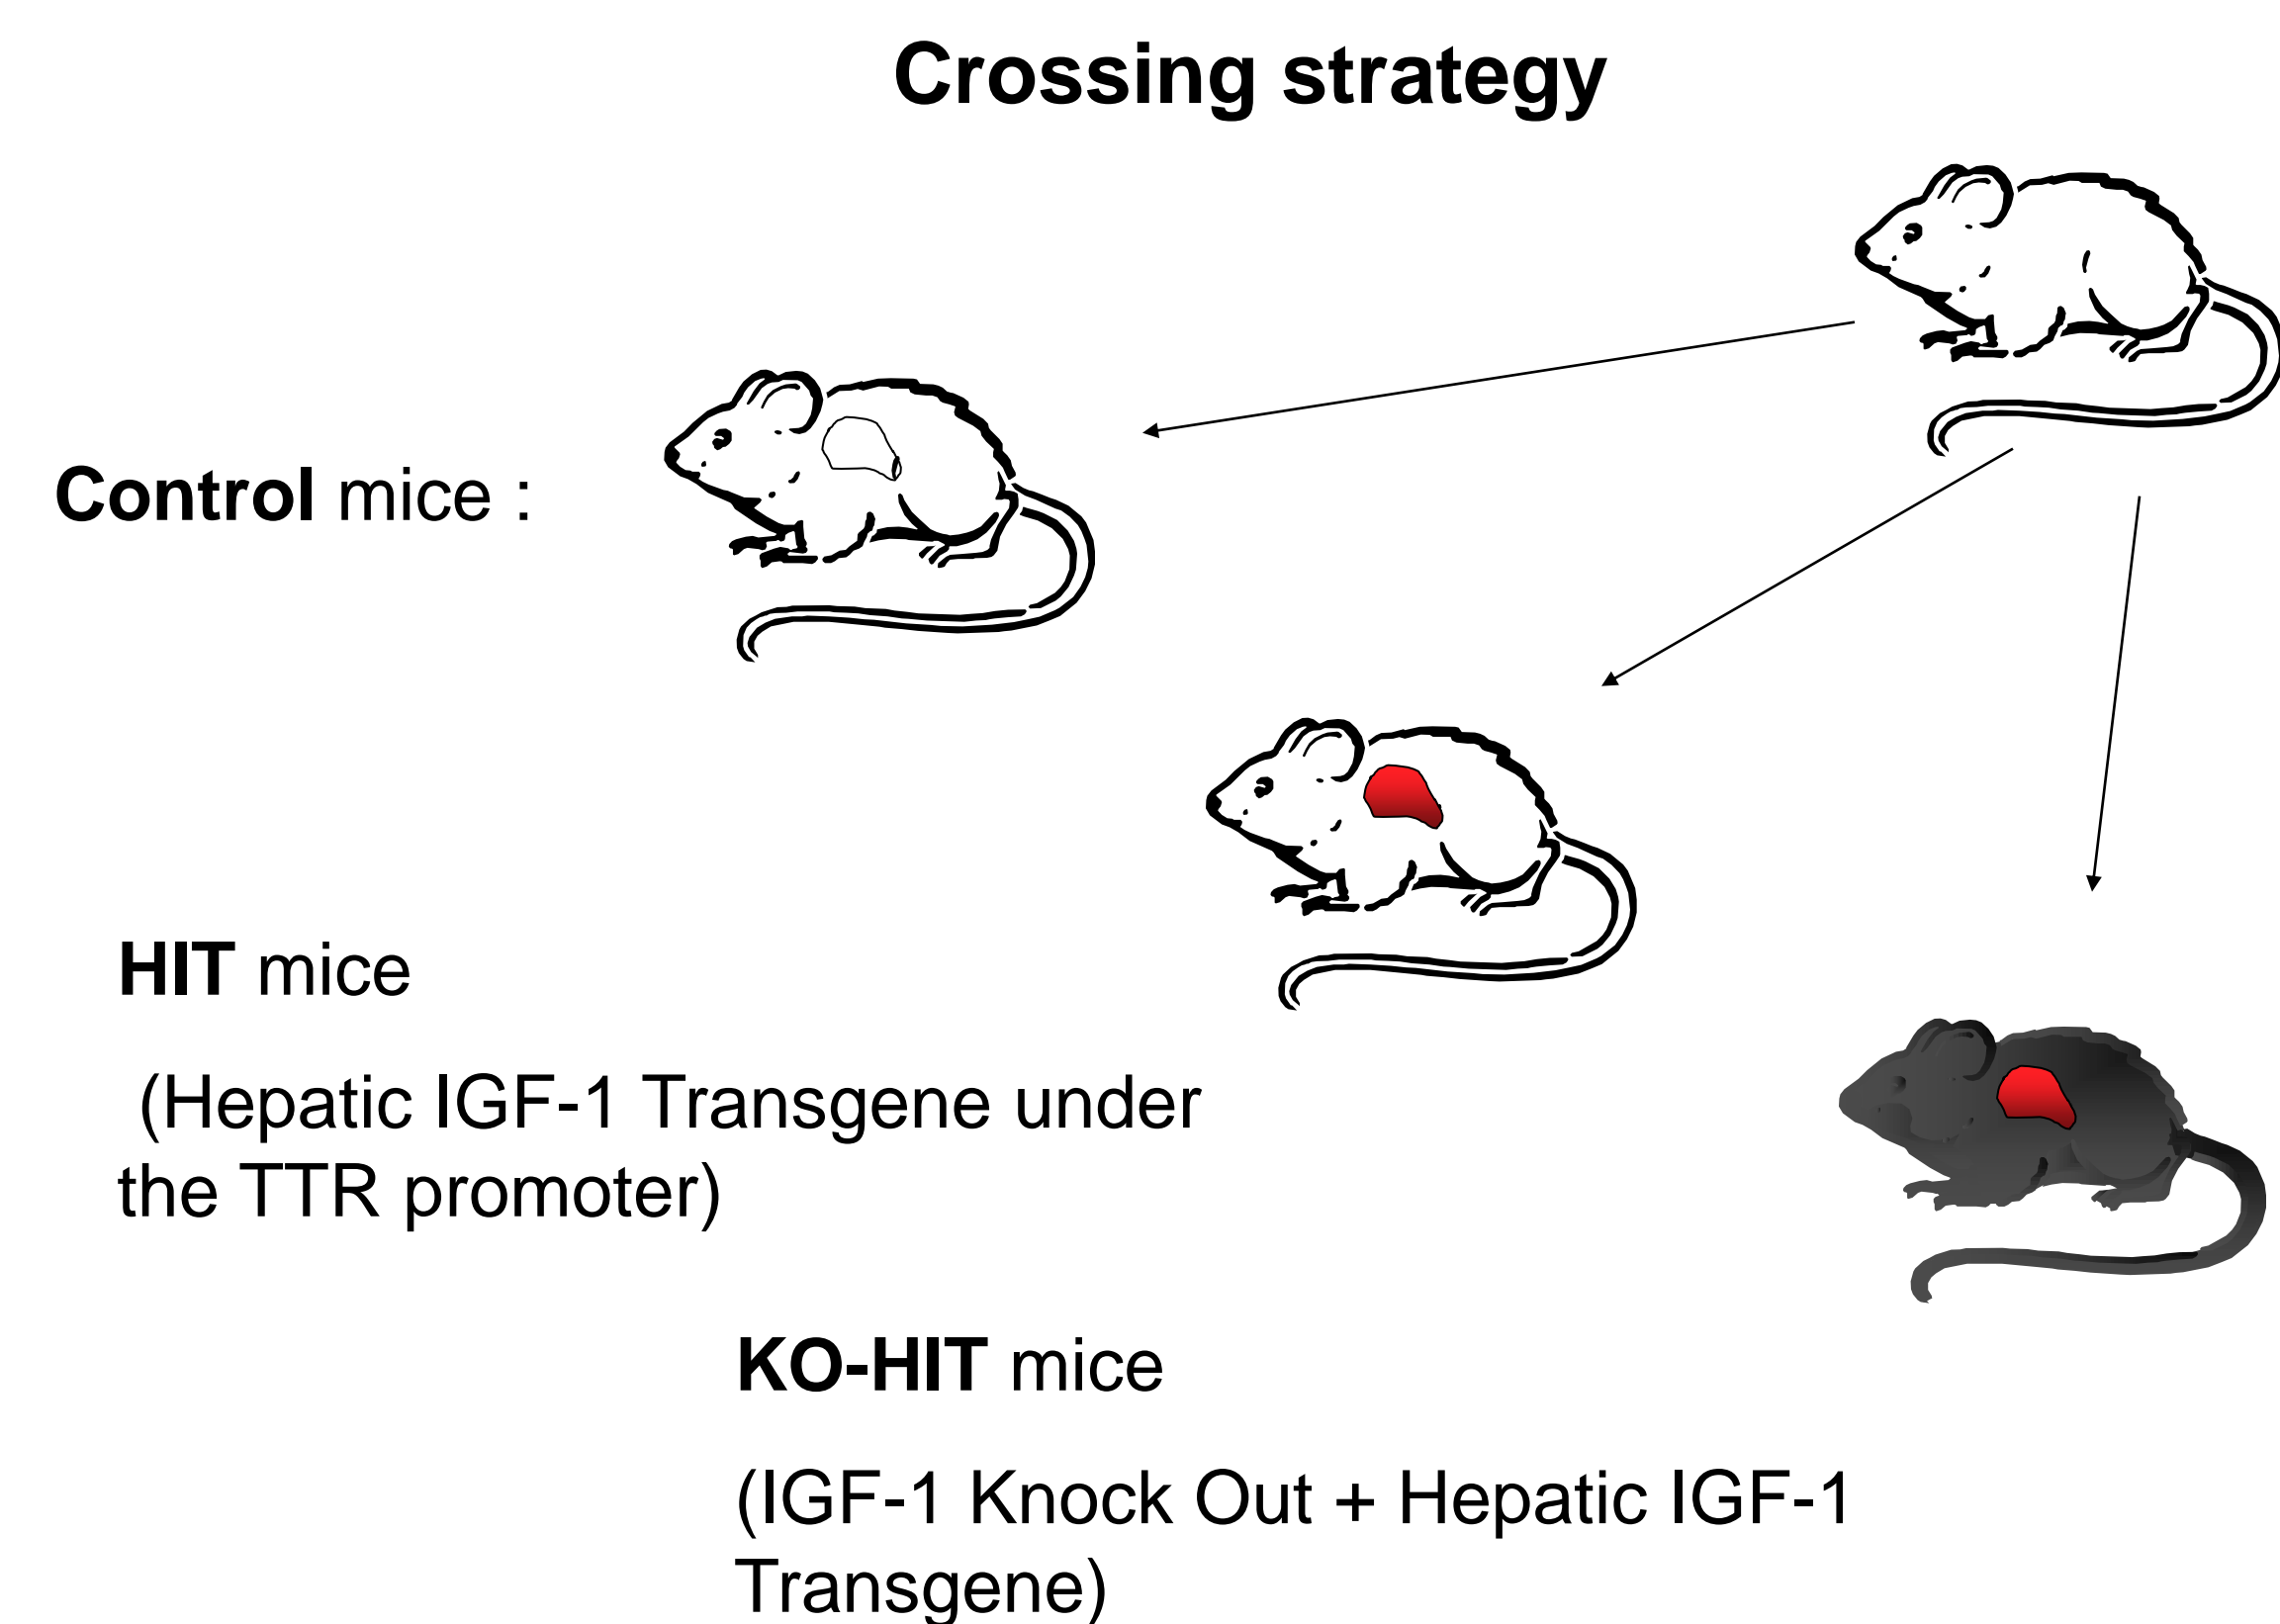 Crossing strategy
Control mice :
HIT mice
(Hepatic IGF-1 Transgene under
the TTR promoter)
KO-HIT mice
(IGF-1 Knock Out + Hepatic IGF-1
Transgene)